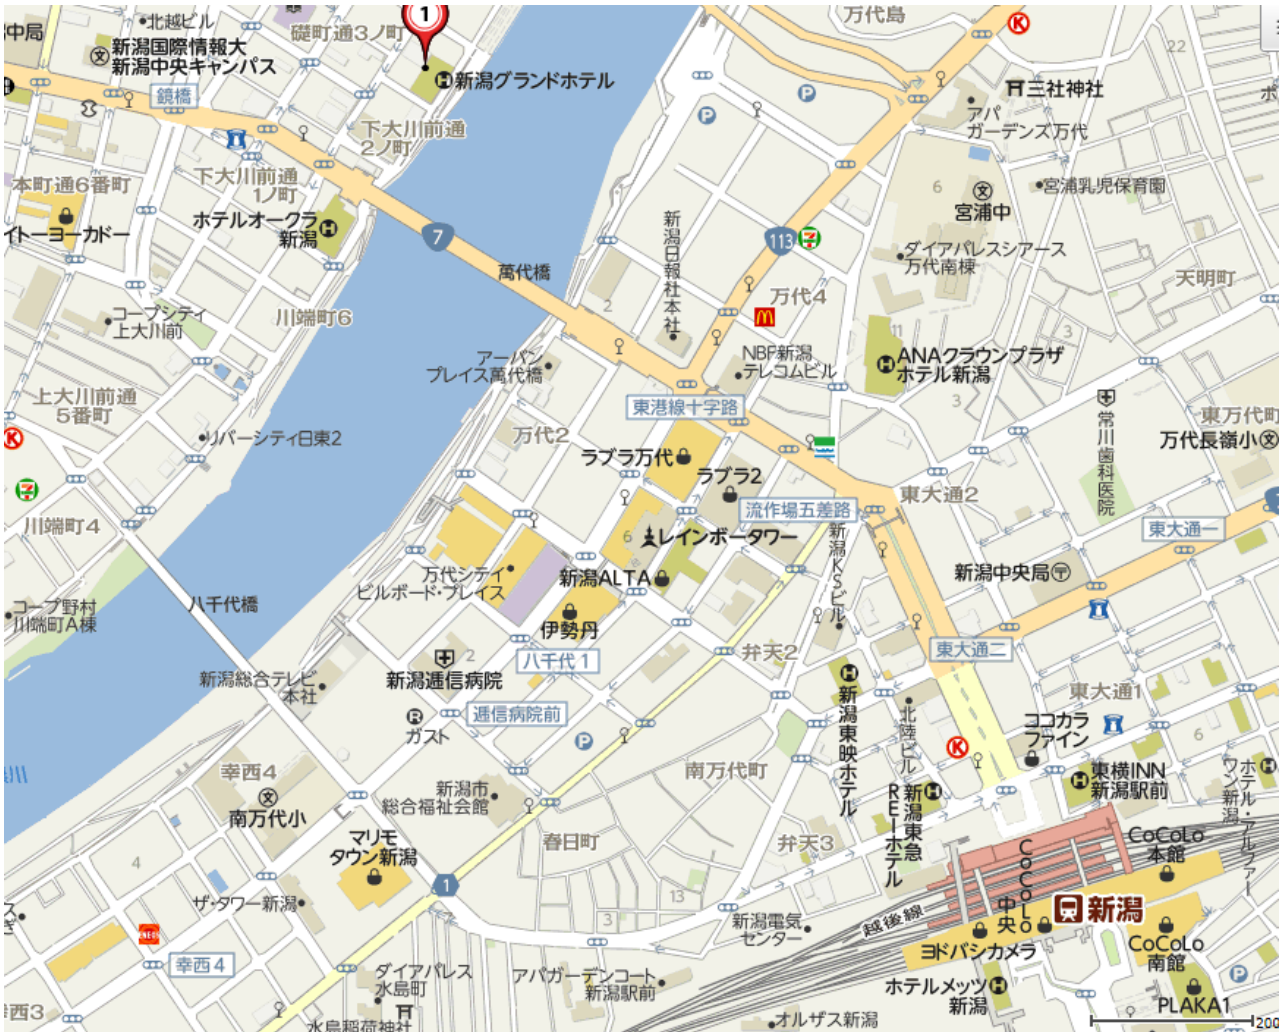 中局
北越ビル
新潟国際情報大
新潟中央キャンパス
礎町通3ノ町
1
新潟グランドホテル
鏡橋
下大川前通
2ノ町
本町通6番町
下大川前通
1ノ町
ホテルオークラ
新潟
イトーヨーカドー
7
萬代橋
コープシティ
上大川前
川端町6
上大川前通
5番町
リバーシティ日東2
川端町4
コープ野村
川端町A棟
八千代橋
アーバン
プレイス萬代橋
万代2
万代島
22
三社神社
アパ
ガーデンズ万代
P
P
6
宮浦中
宮浦乳児保育園
新潟日報社本社
113
ダイアパレスシアーズ
万代南棟
天明町
2
万代4
NBF新潟
テレコムビル
11
3
ANAクラウンプラザ
ホテル新潟
3
常川歯科医院
東万代町
万代長嶺小
東港線十字路
ラブラ万代
ラブラ2
流作場五差路
東大通2
東大通一
6
レインボータワー
新潟KSビル
新潟中央局
万代シテイ
ビルボード・プレイス
新潟ALTA
伊勢丹
八千代1
弁天2
東大通二
新潟総合テレビ
本社
2
新潟逓信病院
逓信病院前
R
ガスト
P
新潟東映ホテル
北陸ビル
東大通1
ココカラ
ファイン
6
幸西4
南万代小
新潟市
総合福祉会館
南万代町
春日町
弁天3
新潟東急
REIホテル
東横INN
新潟駅前
ホテル・アルファー
ワン新潟
マリモ
タウン新潟
4
1
ザ・タワー新潟
ENEOS
幸西4
3
13
新潟電気
センター
越後線
CoCoLo
中央
CoCoLo
本館
新潟
ヨドバシカメラ
CoCoLo
南館
P
ホテルメッツ
新潟
PLAKA1
ダイアパレス
水島町
アパガーデンコート
新潟駅前
幸西3
水島稲荷神社
オルザス新潟
200